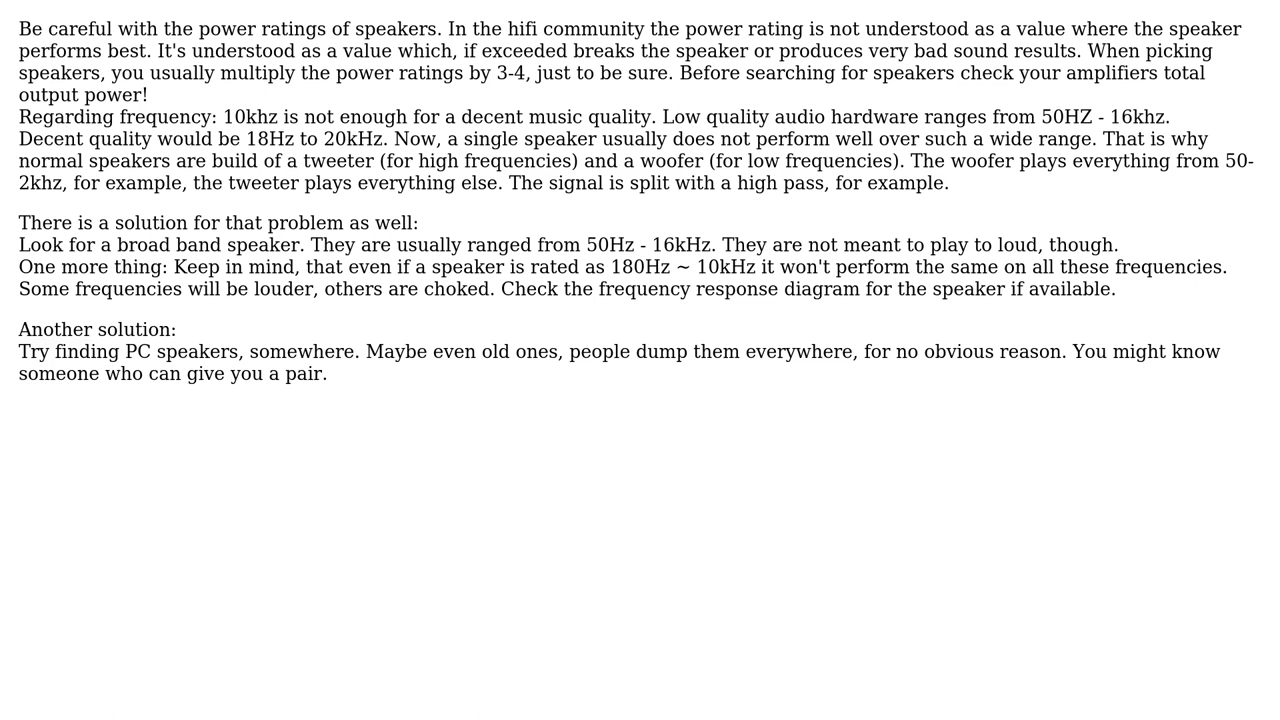 Be careful with the power ratings of speakers. In the hifi community the power rating is not understood as a value where the speaker
performs best. It's understood as a value which, if exceeded breaks the speaker or produces very bad sound results. When picking
speakers, you usually multiply the power ratings by 3-4, just to be sure. Before searching for speakers check your amplifiers total
output power!
Regarding frequency: 10khz is not enough for a decent music quality. Low quality audio hardware ranges from 50HZ - 16khz.
Decent quality would be 18Hz to 20kHz. Now, a single speaker usually does not perform well over such a wide range. That is why
normal speakers are build of a tweeter (for high frequencies) and a woofer (for low frequencies). The woofer plays everything from 50-
2khz, for example, the tweeter plays everything else. The signal is split with a high pass, for example.
There is a solution for that problem as well:
Look for a broad band speaker. They are usually ranged from 50Hz - 16kHz. They are not meant to play to loud, though.
One more thing: Keep in mind, that even if a speaker is rated as 180Hz ~ 10kHz it won't perform the same on all these frequencies.
Some frequencies will be louder, others are choked. Check the frequency response diagram for the speaker if available.
Another solution:
Try finding PC speakers, somewhere. Maybe even old ones, people dump them everywhere, for no obvious reason. You might know
someone who can give you a pair.